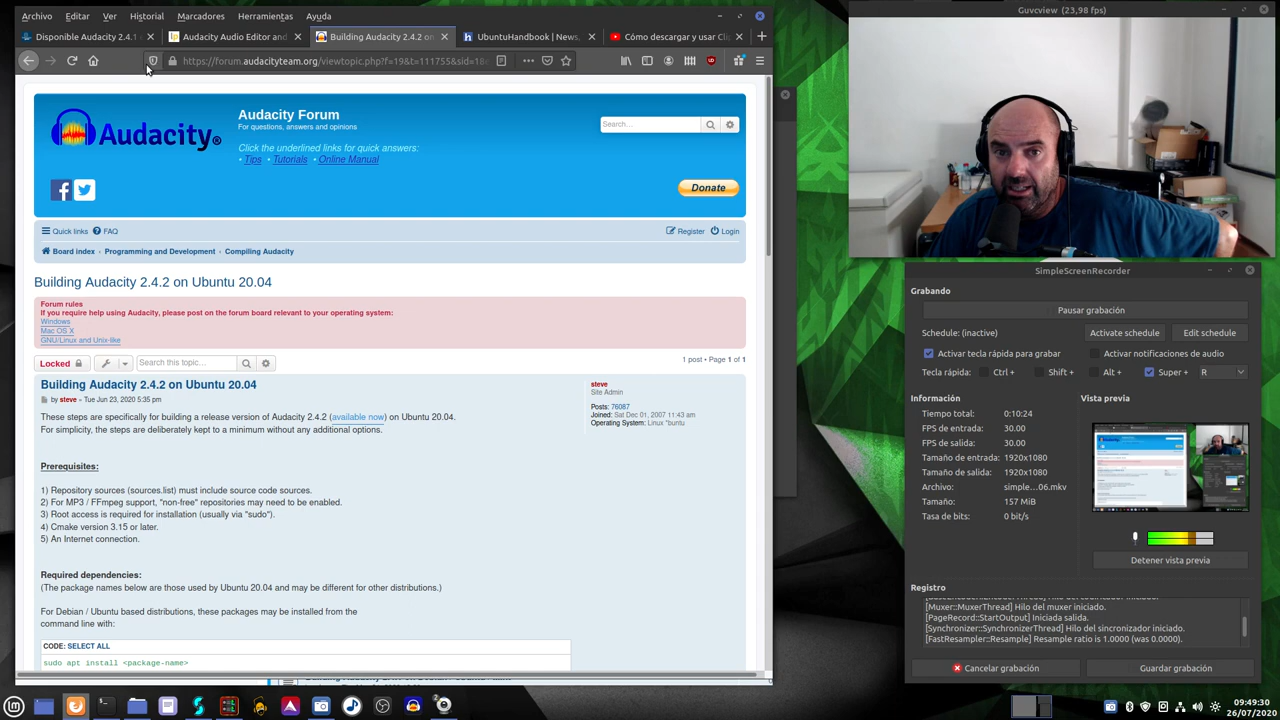 Archivo Editar Ver Historial Marcadores Herramientas Ayuda
Disponible Audacity 2.4.1
Audacity Audio Editor and
Building Audacity 2.4.2 on U
UbuntuHandbook | News,
Cómo descargar y usar Cli
https://forum.audacityteam.org/viewtopic.php?f=19&t=111755&sid=18
Audacity®
Audacity Forum
For questions, answers and opinions
Click the underlined links for quick answers:
• Tips • Tutorials • Online Manual
Search…
Donate
Quick links FAQ
Register Login
Board index ‹ Programming and Development ‹ Compiling Audacity
Building Audacity 2.4.2 on Ubuntu 20.04
Forum rules
If you require help using Audacity, please post on the forum board relevant to your operating system:
Windows
Mac OS X
GNU/Linux and Unix-like
Locked
Search this topic…
1 post • Page 1 of 1
Building Audacity 2.4.2 on Ubuntu 20.04
by steve » Tue Jun 23, 2020 5:35 pm
steve
Site Admin
Posts: 76087
Joined: Sat Dec 01, 2007 11:43 am
Operating System: Linux *buntu
These steps are specifically for building a release version of Audacity 2.4.2 (available now) on Ubuntu 20.04.
For simplicity, the steps are deliberately kept to a minimum without any additional options.
Prerequisites:
1) Repository sources (sources.list) must include source code sources.
2) For MP3 / FFmpeg support, "non-free" repositories may need to be enabled.
3) Root access is required for installation (usually via "sudo").
4) Cmake version 3.15 or later.
5) An Internet connection.
Required dependencies:
(The package names below are those used by Ubuntu 20.04 and may be different for other distributions.)
For Debian / Ubuntu based distributions, these packages may be installed from the
command line with:
CODE: SELECT ALL
sudo apt install <package-name>
Guvcview (23,98 fps)
SimpleScreenRecorder
Grabando
Pausar grabación
Schedule: (inactive)
Activate schedule
Edit schedule
Activar tecla rápida para grabar
Activar notificaciones de audio
Tecla rápida: Ctrl + Shift + Alt + Super + R
Información
Tiempo total: 0:10:24
FPS de entrada: 30.00
FPS de salida: 30.00
Tamaño de entrada: 1920x1080
Tamaño de salida: 1920x1080
Archivo: simple…06.mkv
Tamaño: 157 MiB
Tasa de bits: 0 bit/s
Vista previa
Detener vista previa
Registro
[Muxer::MuxerThread] Hilo del muxer iniciado.
[PageRecord::StartOutput] Iniciada salida.
[Synchronizer::SynchronizerThread] Hilo del sincronizador iniciado.
[FastResampler::Resample] Resample ratio is 1.0000 (was 0.0000).
Cancelar grabación
Guardar grabación
09:49:30
26/07/2020